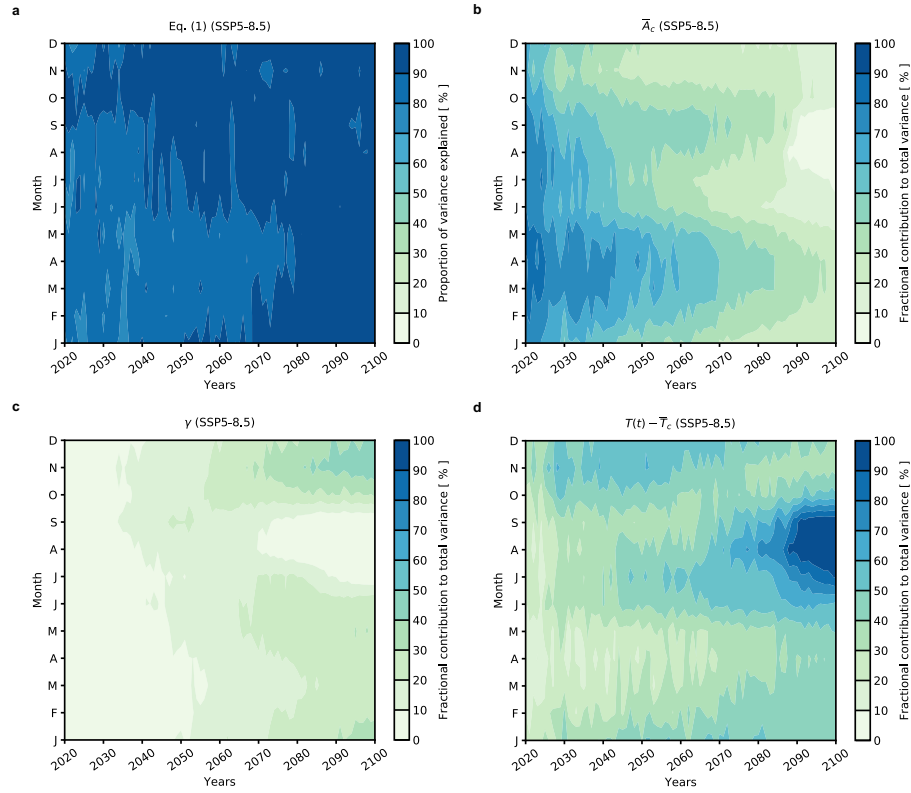 a
Eq. (1) (SSP5-8.5)
D
N
O
S
A
J
J
M
A
M
F
J
Month
2020 2030 2040 2050 2060 2070 2080 2090 2100
Years
100
90
80
70
60
50
40
30
20
10
0
Proportion of variance explained [ % ]
b
A̅c (SSP5-8.5)
D
N
O
S
A
J
J
M
A
M
F
J
Month
2020 2030 2040 2050 2060 2070 2080 2090 2100
Years
100
90
80
70
60
50
40
30
20
10
0
Fractional contribution to total variance [ % ]
c
γ (SSP5-8.5)
D
N
O
S
A
J
J
M
A
M
F
J
Month
2020 2030 2040 2050 2060 2070 2080 2090 2100
Years
100
90
80
70
60
50
40
30
20
10
0
Fractional contribution to total variance [ % ]
d
T(t) − T̅c (SSP5-8.5)
D
N
O
S
A
J
J
M
A
M
F
J
Month
2020 2030 2040 2050 2060 2070 2080 2090 2100
Years
100
90
80
70
60
50
40
30
20
10
0
Fractional contribution to total variance [ % ]